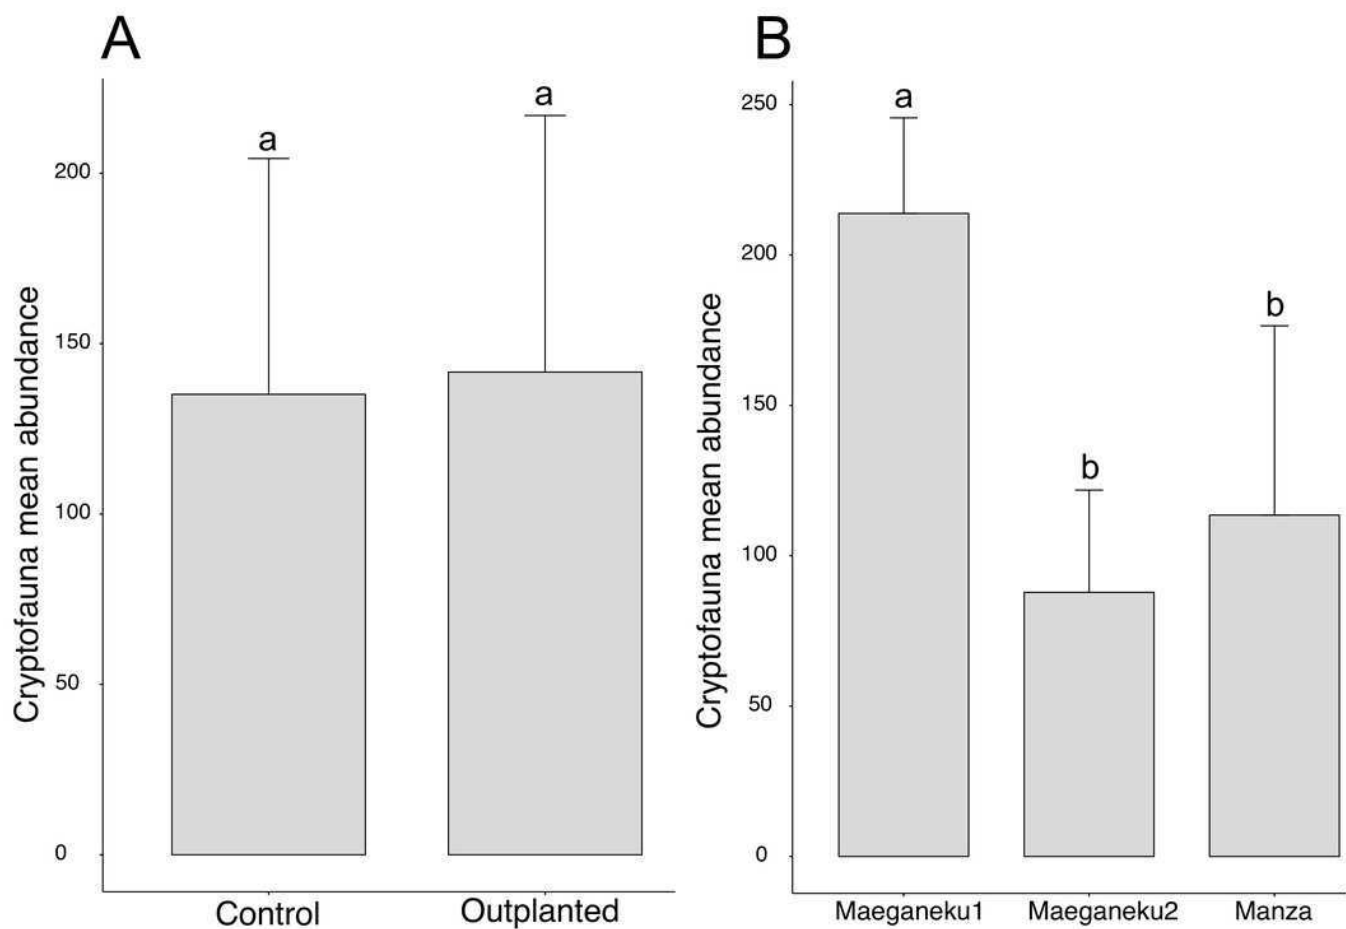 A
Cryptofauna mean abundance
200
150
100
50
0
a
a
Control
Outplanted
B
Cryptofauna mean abundance
250
200
150
100
50
0
a
b
b
Maeganeku1
Maeganeku2
Manza